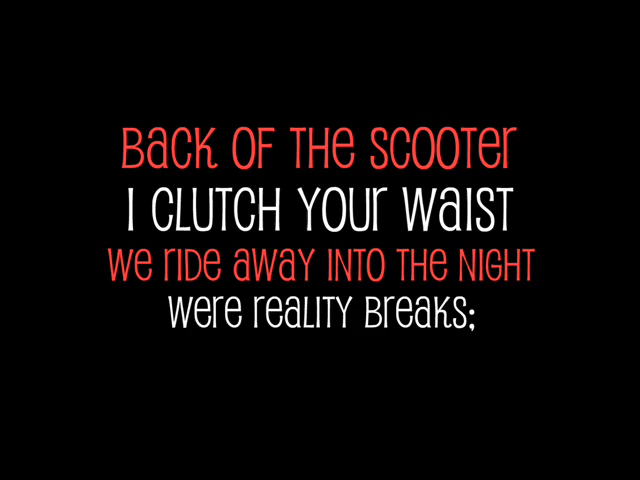 Back of the scooter
I clutch your waist
We ride away into the night
Were reality breaks;